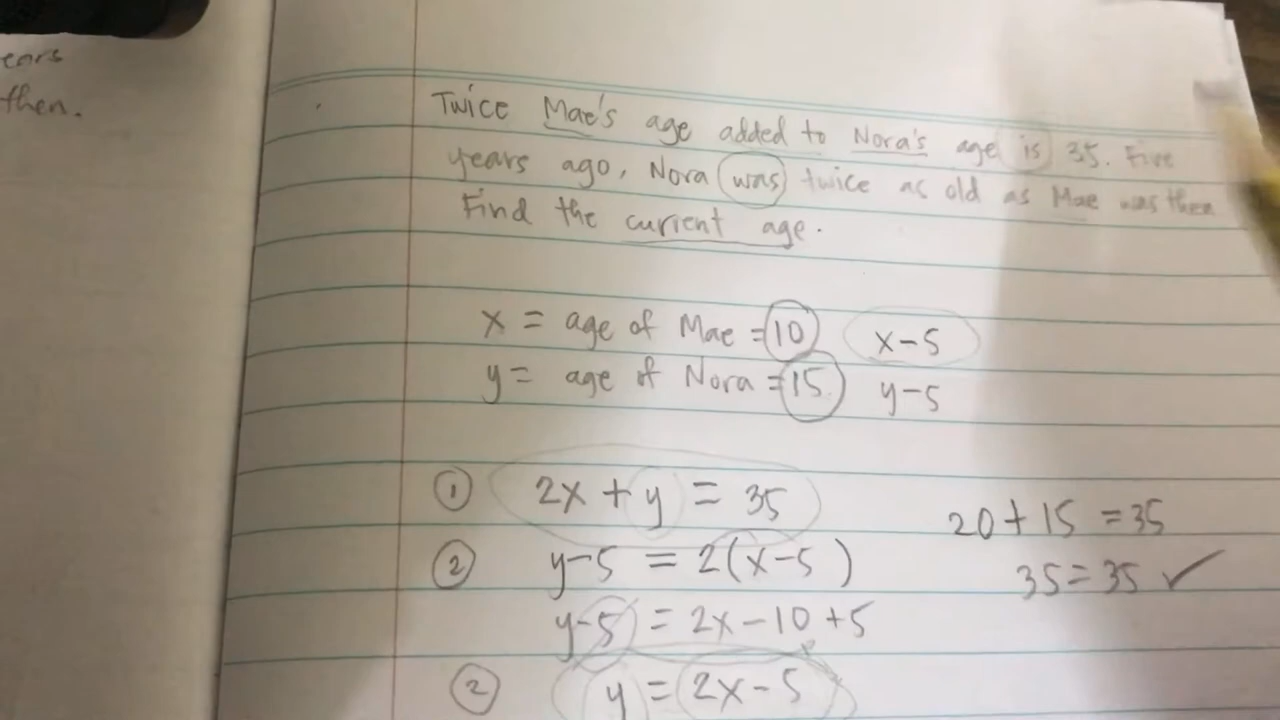 ears
then.
Twice Mae's age added to Nora's age is 35. Five
years ago, Nora was twice as old as Mae was then
Find the current age.
x = age of Mae = 10 x-5
y = age of Nora = 15 y-5
① 2x + y = 35
20 + 15 = 35
② y-5 = 2(x-5)
35 = 35 ✓
y-5 = 2x - 10 + 5
② y = 2x - 5